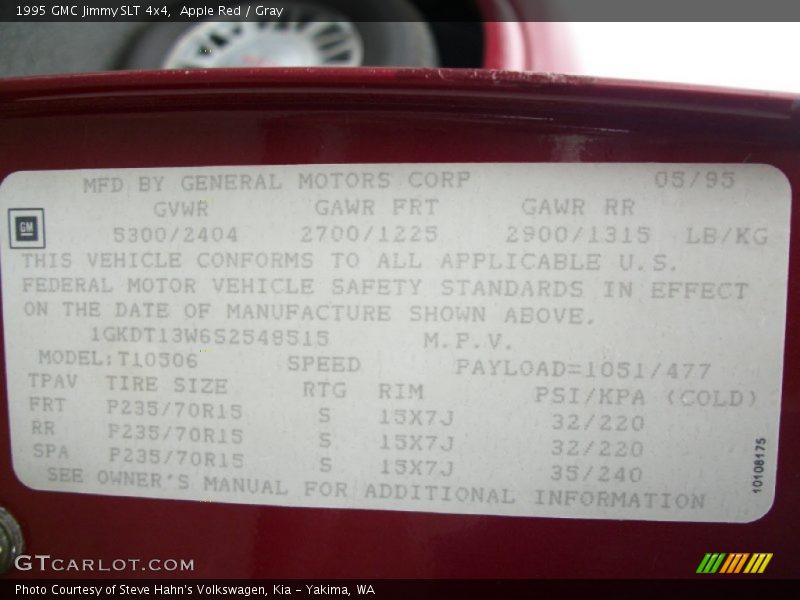 1995 GMC Jimmy SLT 4x4,  Apple Red / Gray
MFD BY GENERAL MOTORS CORP 05/95
GVWR GAWR FRT GAWR RR
GM
5300/2404 2700/1225 2900/1315 LB/KG
THIS VEHICLE CONFORMS TO ALL APPLICABLE U.S.
FEDERAL MOTOR VEHICLE SAFETY STANDARDS IN EFFECT
ON THE DATE OF MANUFACTURE SHOWN ABOVE.
1GKDT13W6S2549515 M.P.V.
MODEL:T10506 SPEED PAYLOAD=1051/477
TPAV TIRE SIZE RTG RIM PSI/KPA (COLD)
FRT P235/70R15 S 15X7J 32/220
RR P235/70R15 S 15X7J 32/220
SPA P235/70R15 S 15X7J 35/240
SEE OWNER'S MANUAL FOR ADDITIONAL INFORMATION
10108175
GTCARLOT.COM
Photo Courtesy of Steve Hahn's Volkswagen, Kia - Yakima, WA